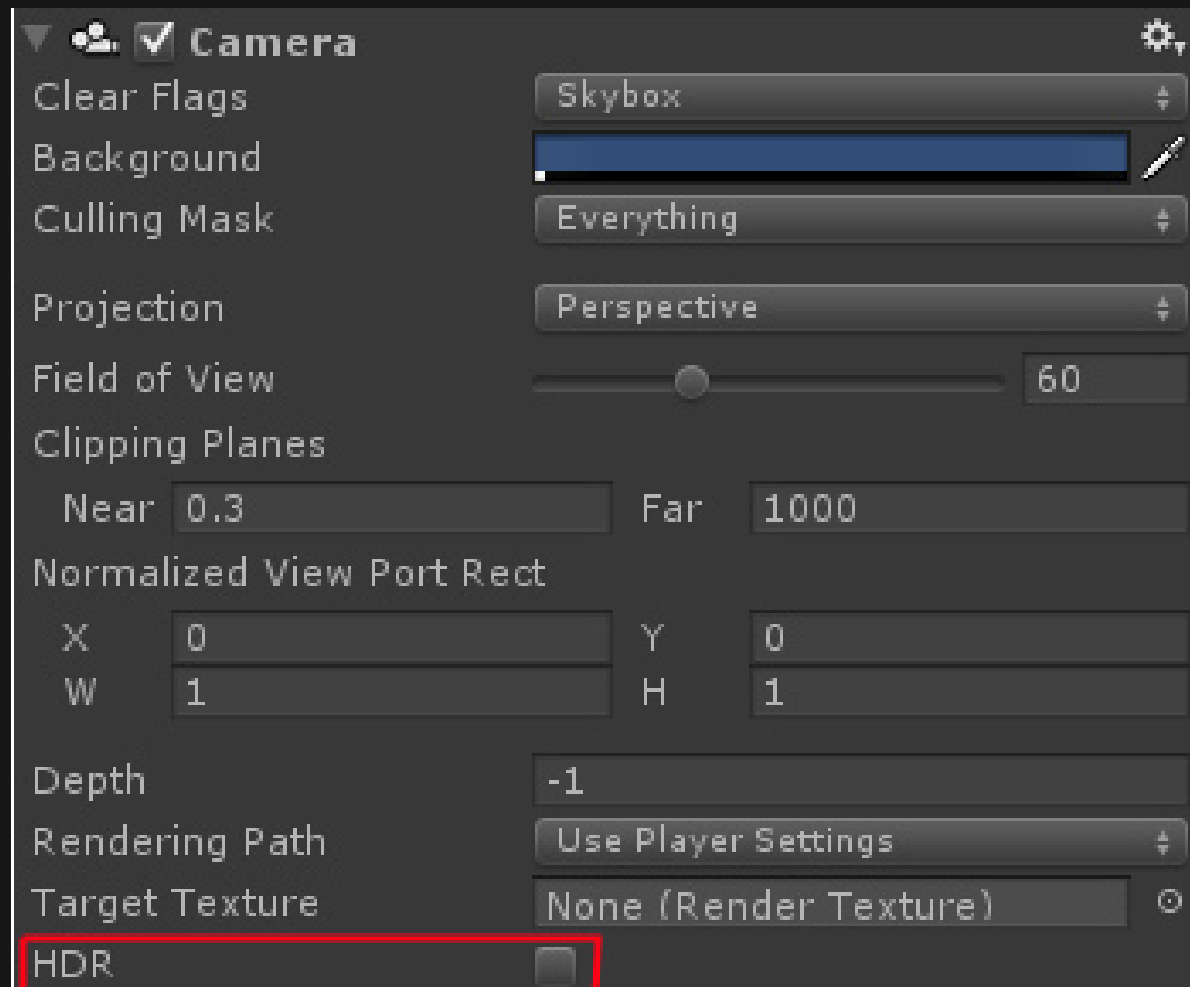 Camera
Clear Flags Skybox
Background
Culling Mask Everything
Projection Perspective
Field of View 60
Clipping Planes
Near 0.3 Far 1000
Normalized View Port Rect
X 0 Y 0
W 1 H 1
Depth -1
Rendering Path Use Player Settings
Target Texture None (Render Texture)
HDR